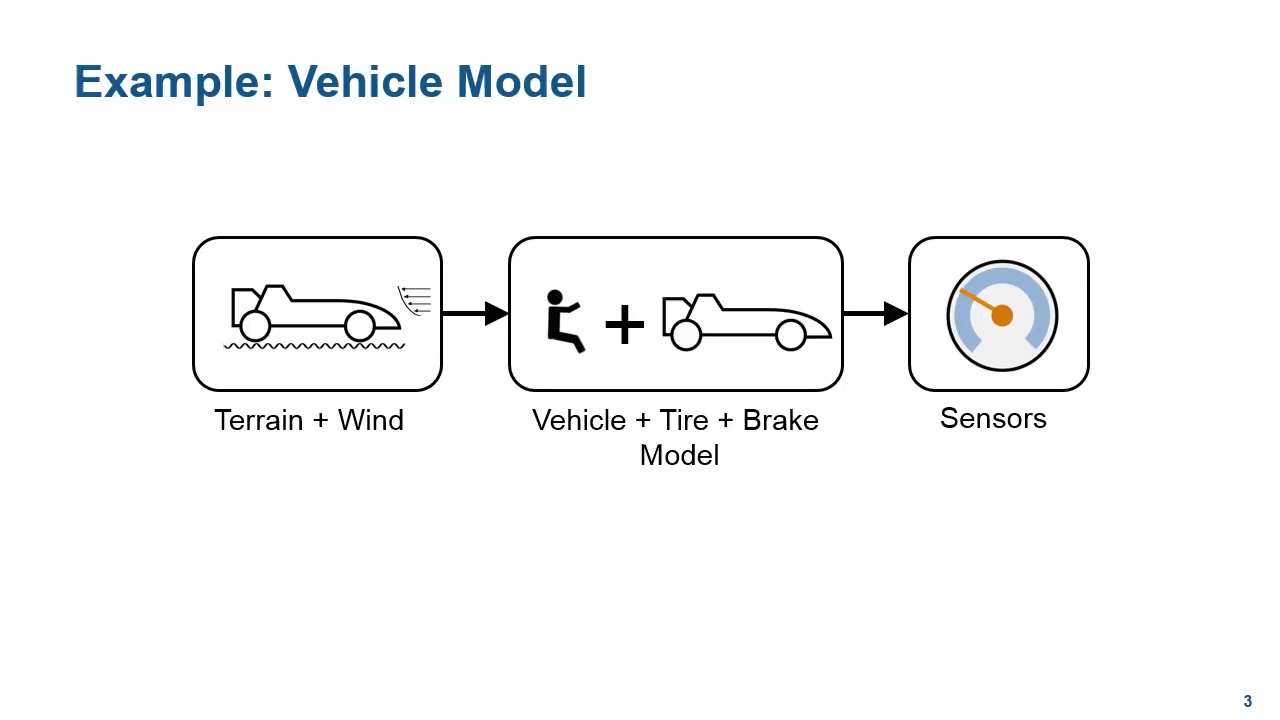 Example: Vehicle Model
Terrain + Wind
Vehicle + Tire + Brake
Model
Sensors
3